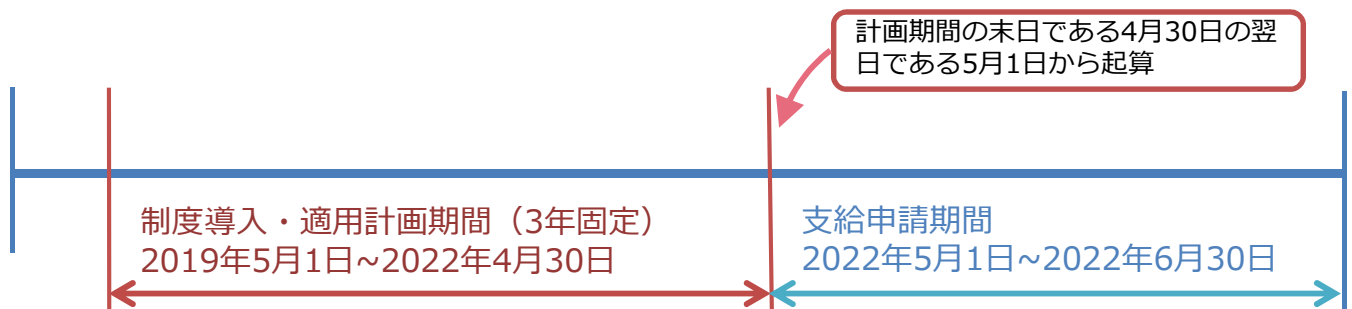 計画期間の末日である4月30日の翌
日である5月1日から起算
制度導入・適用計画期間（3年固定）
2019年5月1日~2022年4月30日
支給申請期間
2022年5月1日~2022年6月30日